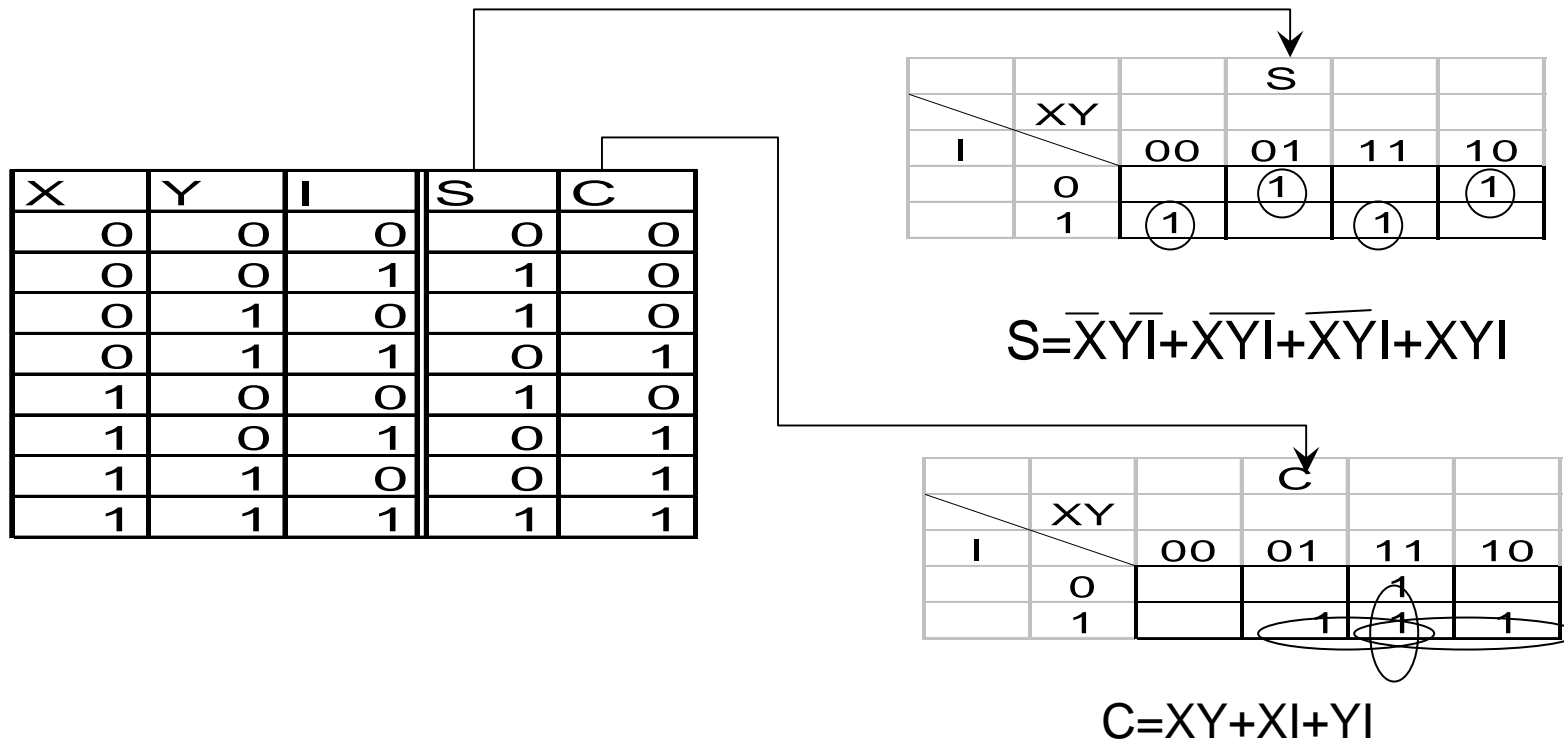 X Y I S C
0 0 0 0 0
0 0 1 1 0
0 1 0 1 0
0 1 1 0 1
1 0 0 1 0
1 0 1 0 1
1 1 0 0 1
1 1 1 1 1
S
XY
I 00 01 11 10
0 1 1
1 1 1
S=X̅YI̅+XY̅I̅+X̅Y̅I+XYI
C
XY
I 00 01 11 10
0 1
1 1 1 1
C=XY+XI+YI